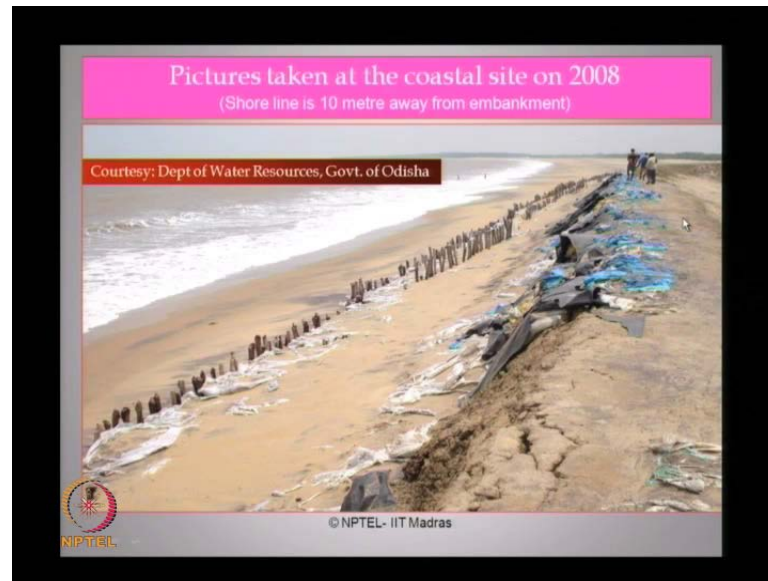 Pictures taken at the coastal site on 2008
(Shore line is 10 metre away from embankment)
Courtesy: Dept of Water Resources, Govt. of Odisha
NPTEL
© NPTEL- IIT Madras